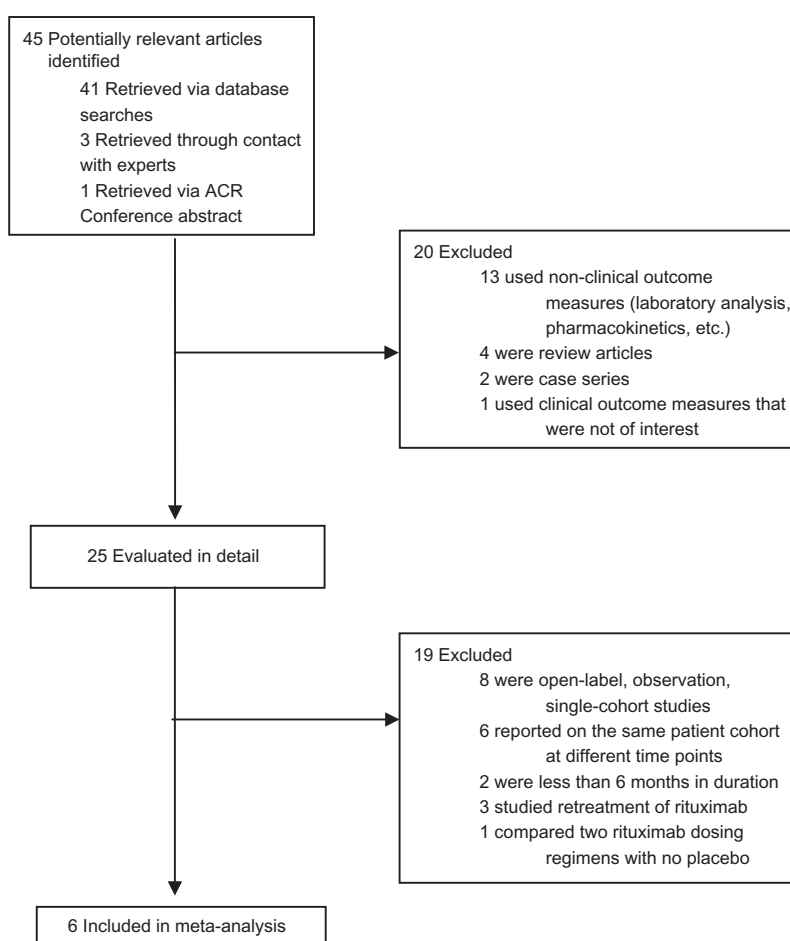 45 Potentially relevant articles
identified
41 Retrieved via database
searches
3 Retrieved through contact
with experts
1 Retrieved via ACR
Conference abstract
20 Excluded
13 used non-clinical outcome
measures (laboratory analysis,
pharmacokinetics, etc.)
4 were review articles
2 were case series
1 used clinical outcome measures that
were not of interest
25 Evaluated in detail
19 Excluded
8 were open-label, observation,
single-cohort studies
6 reported on the same patient cohort
at different time points
2 were less than 6 months in duration
3 studied retreatment of rituximab
1 compared two rituximab dosing
regimens with no placebo
6 Included in meta-analysis